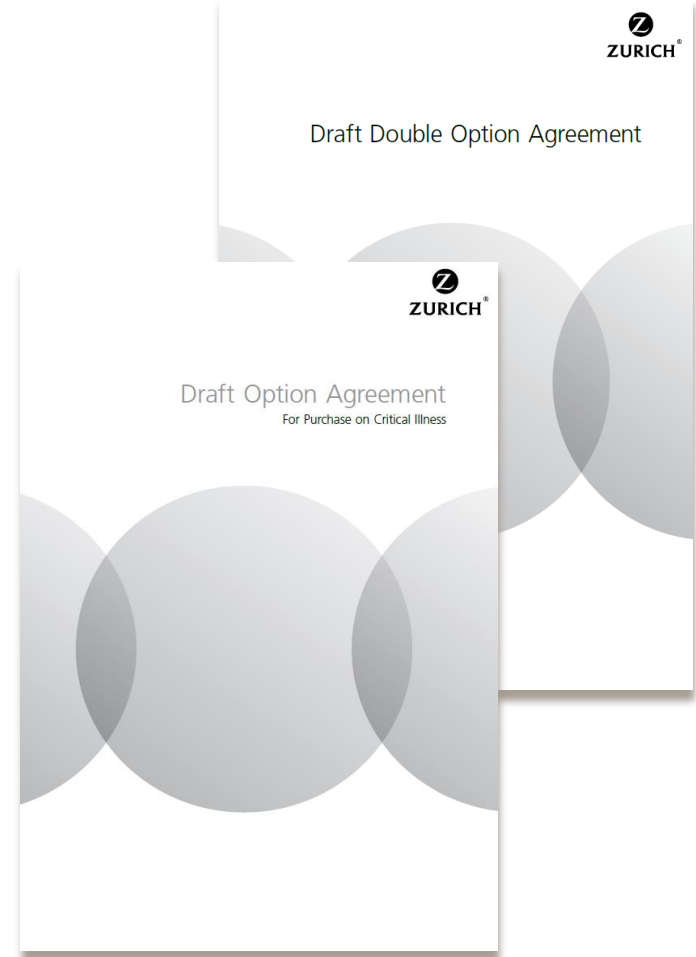 ZURICH®
Draft Double Option Agreement
ZURICH®
Draft Option Agreement
For Purchase on Critical Illness